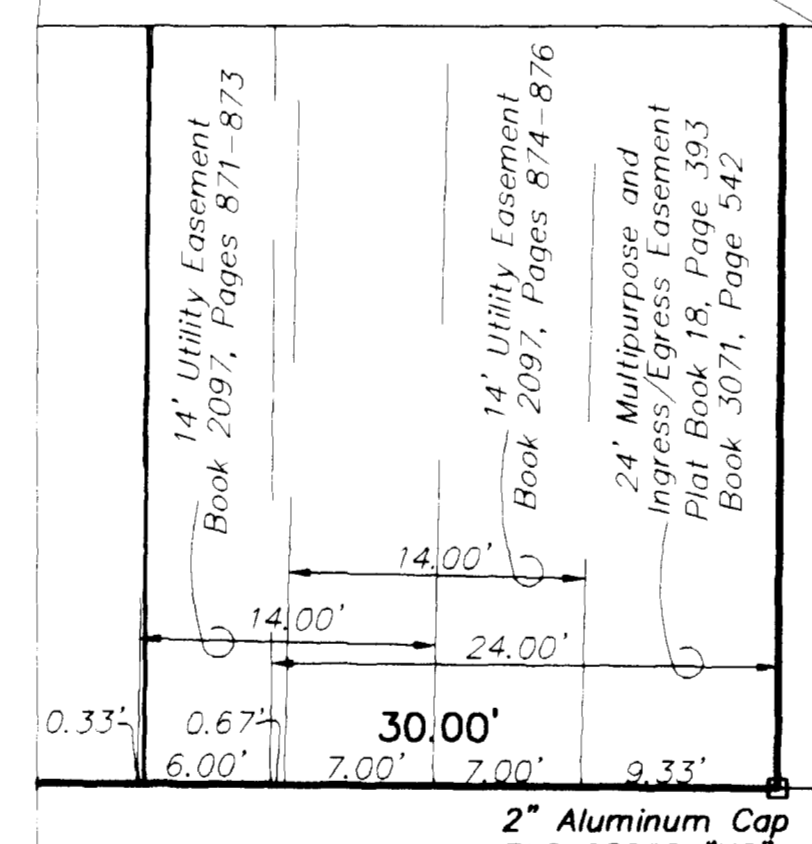 14' Utility Easement
Book 2097, Pages 871-873
14' Utility Easement
Book 2097, Pages 874-876
24' Multipurpose and
Ingress/Egress Easement
Plat Book 18, Page 393
Book 3071, Page 542
14.00'
14.00'
24.00'
0.33'
0.67'
30.00'
6.00'
7.00'
7.00'
9.33'
2" Aluminum Cap